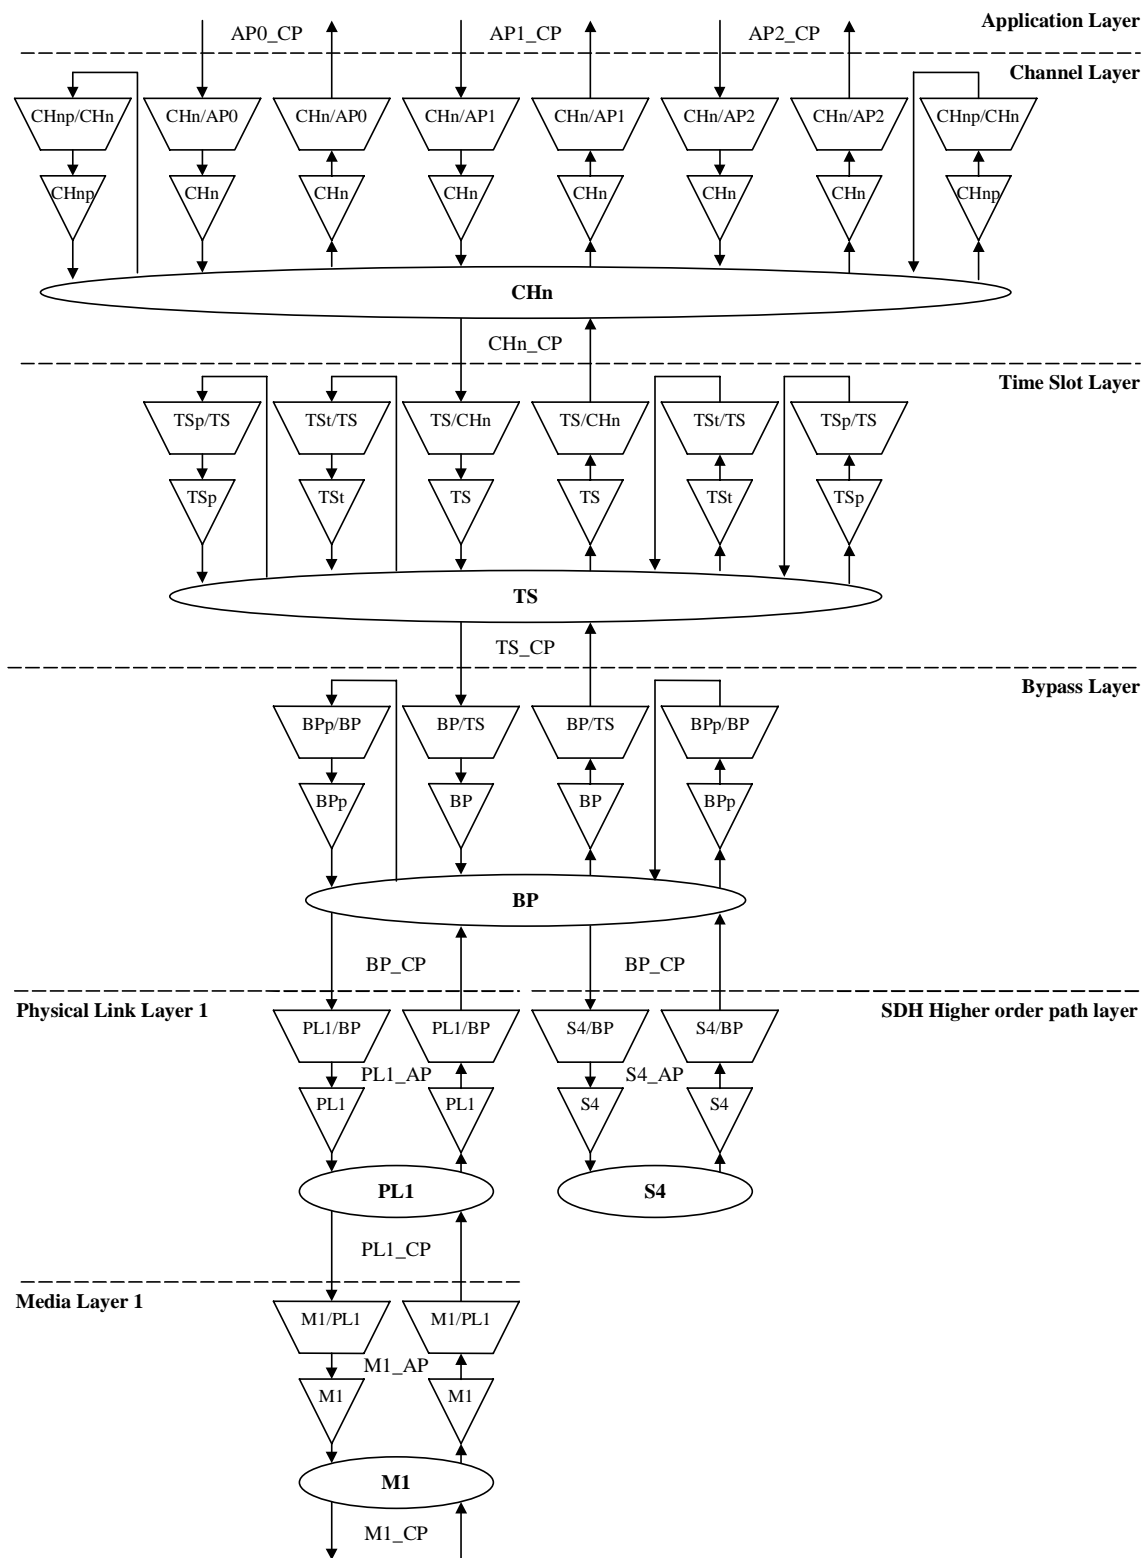 Application Layer
AP0_CP AP1_CP AP2_CP
Channel Layer
CHnp/CHn CHn/AP0 CHn/AP0 CHn/AP1 CHn/AP1 CHn/AP2 CHn/AP2 CHnp/CHn
CHnp CHn CHn CHn CHn CHn CHn CHnp
CHn
CHn_CP
Time Slot Layer
TSp/TS TSt/TS TS/CHn TS/CHn TSt/TS TSp/TS
TSp TSt TS TS TSt TSp
TS
TS_CP
Bypass Layer
BPp/BP BP/TS BP/TS BPp/BP
BPp BP BP BPp
BP
BP_CP BP_CP
Physical Link Layer 1 SDH Higher order path layer
PL1/BP PL1/BP S4/BP S4/BP
PL1_AP S4_AP
PL1 PL1 S4 S4
PL1 S4
PL1_CP
Media Layer 1
M1/PL1 M1/PL1
M1_AP
M1 M1
M1
M1_CP